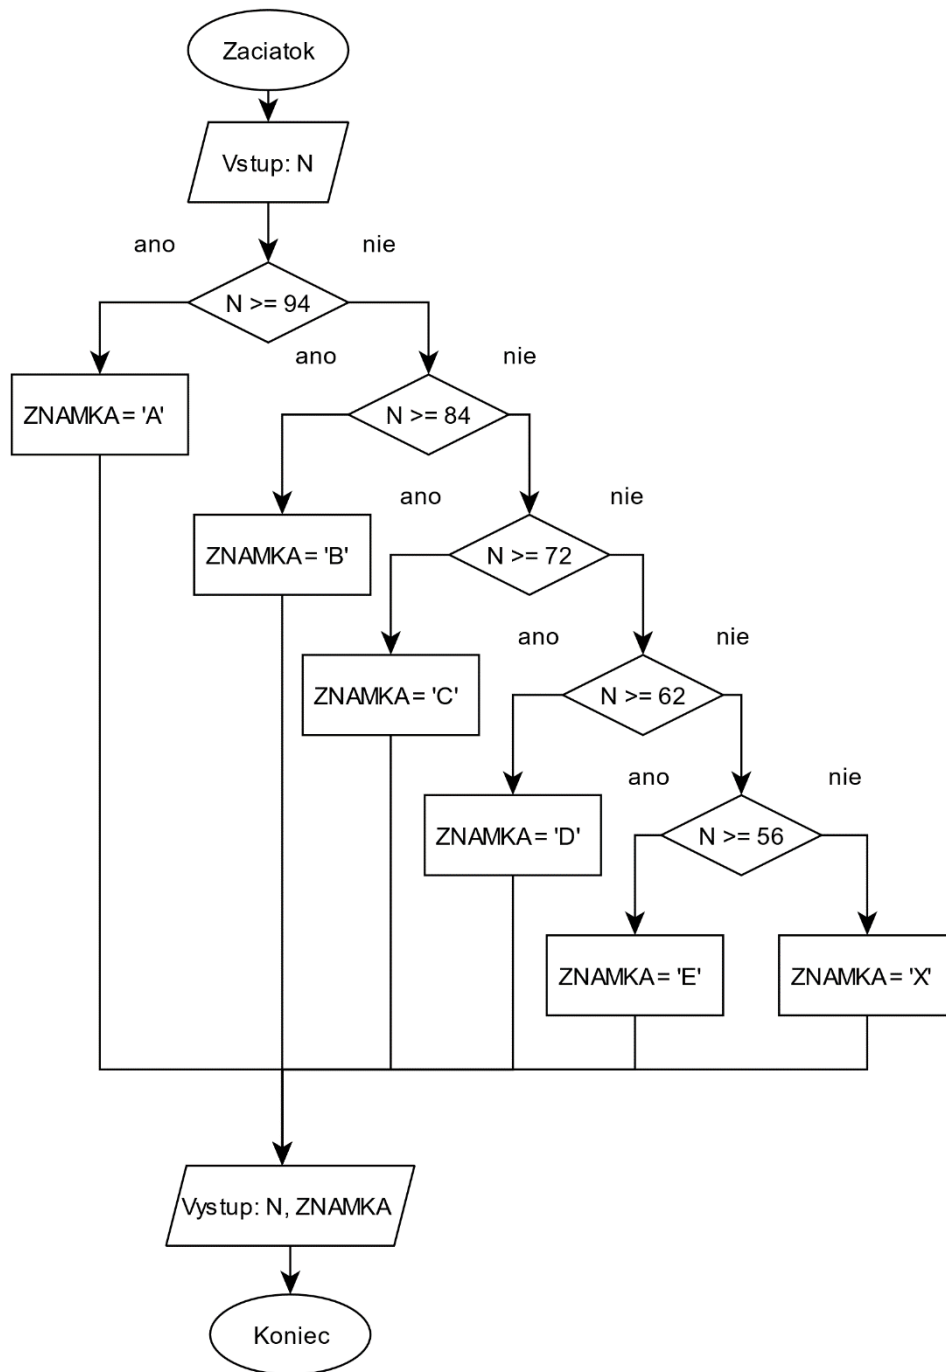 Zaciatok
Vstup: N
ano
nie
N >= 94
ano
nie
ZNAMKA = 'A'
N >= 84
ano
nie
ZNAMKA = 'B'
N >= 72
ano
nie
ZNAMKA = 'C'
N >= 62
ano
nie
ZNAMKA = 'D'
N >= 56
ZNAMKA = 'E'
ZNAMKA = 'X'
Vystup: N, ZNAMKA
Koniec